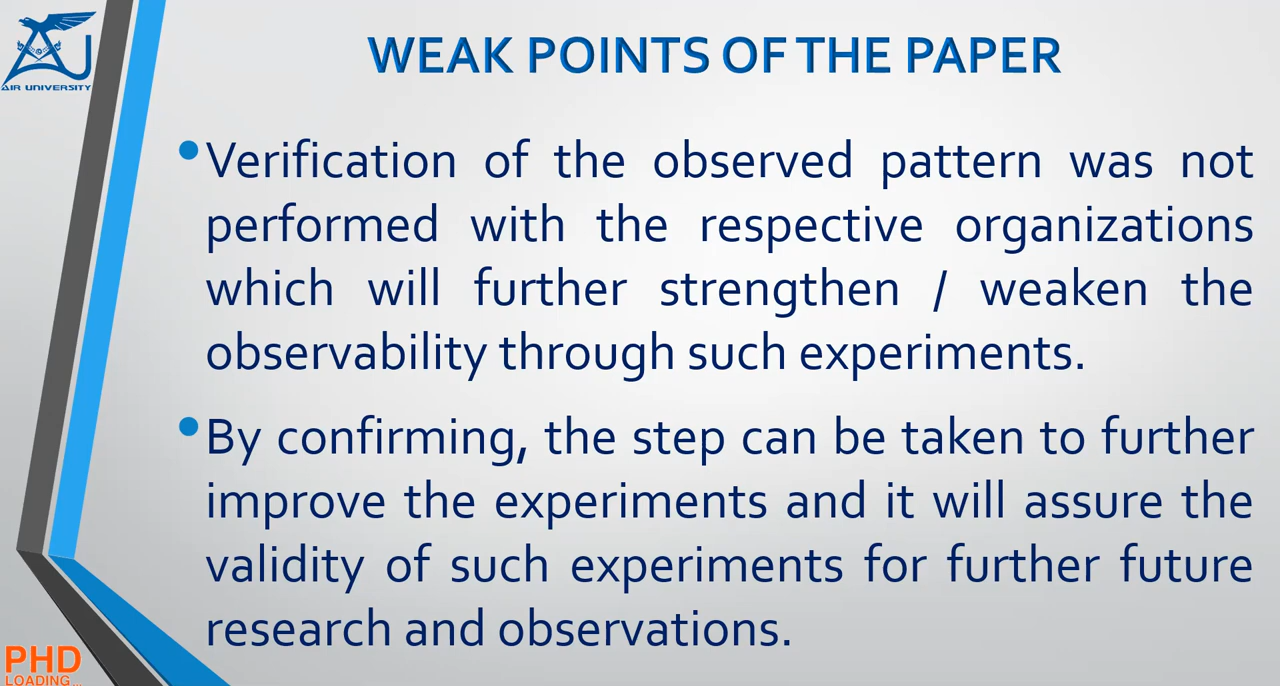 AIR UNIVERSITY
WEAK POINTS OF THE PAPER
• Verification of the observed pattern was not
performed with the respective organizations
which will further strengthen / weaken the
observability through such experiments.
• By confirming, the step can be taken to further
improve the experiments and it will assure the
validity of such experiments for further future
research and observations.
PHD
LOADING...